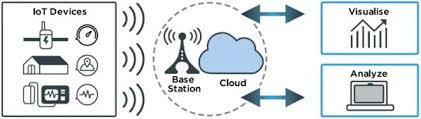 IoT Devices
Base
Station
Cloud
Visualise
Analyze